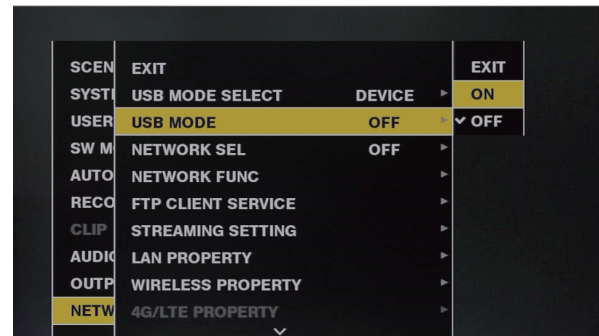 SCEN
SYST
USER
SW M
AUTO
RECO
CLIP
AUDIO
OUTP
NETW
EXIT
USB MODE SELECT DEVICE
USB MODE OFF
NETWORK SEL OFF
NETWORK FUNC
FTP CLIENT SERVICE
STREAMING SETTING
LAN PROPERTY
WIRELESS PROPERTY
4G/LTE PROPERTY
EXIT
ON
OFF